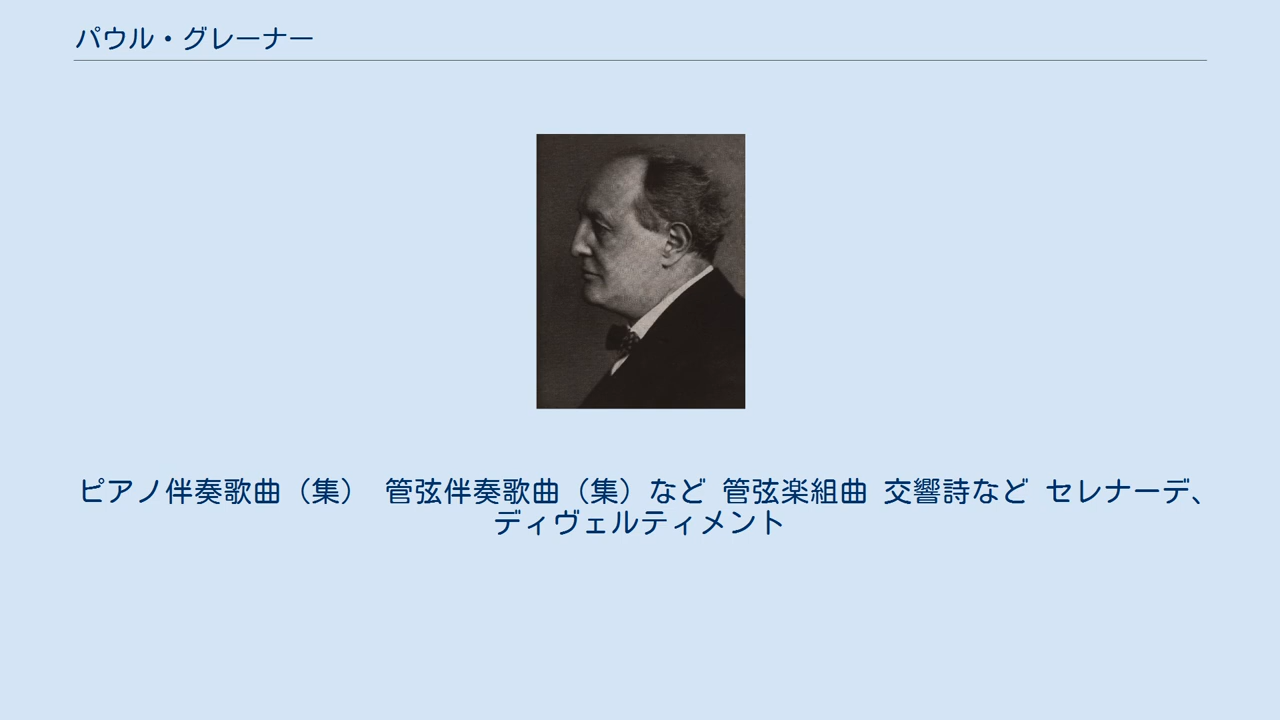 パウル・グレーナー
ピアノ伴奏歌曲（集） 管弦伴奏歌曲（集）など 管弦楽組曲 交響詩など セレナーデ、
ディヴェルティメント